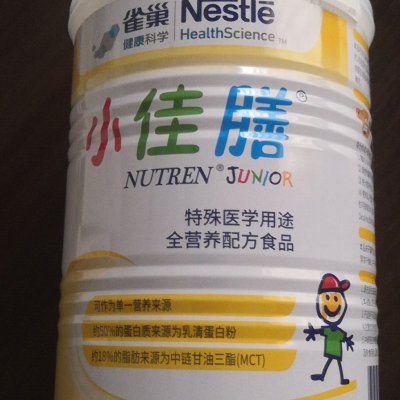 雀巢 Nestlé
健康科学 HealthScience™
小佳膳
NUTREN® JUNIOR
特殊医学用途
全营养配方食品
可作为单一营养来源
约50%的蛋白质来源为乳清蛋白粉
约18%的脂肪来源为中链甘油三酯(MCT)